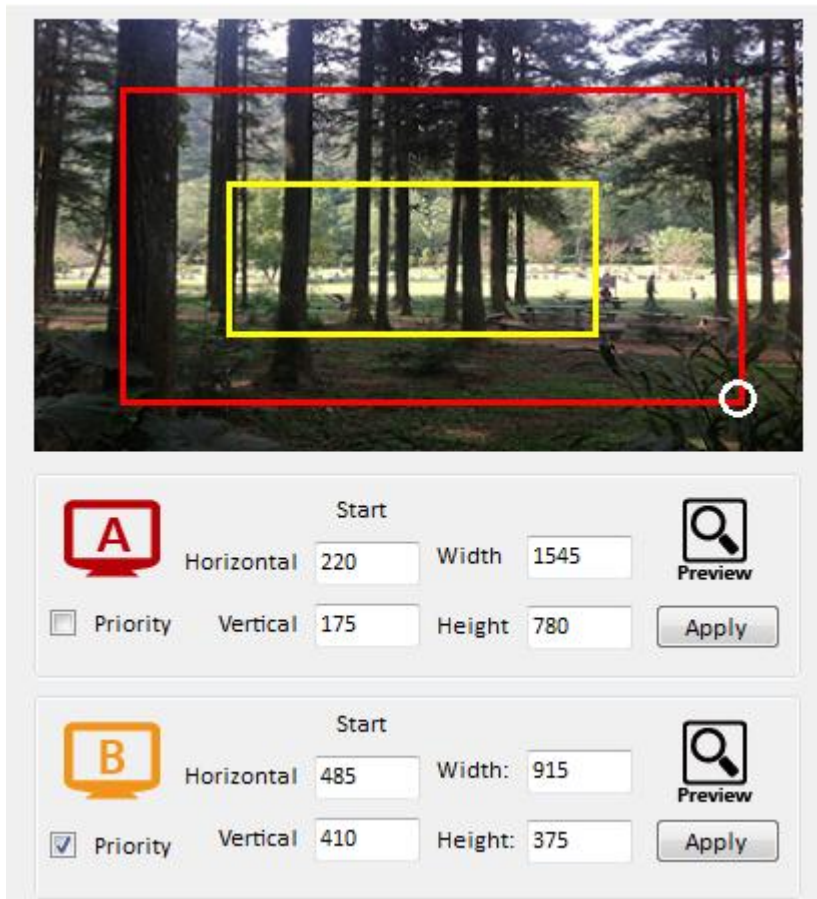 A
Start
Horizontal 220 Width 1545
Preview
Priority Vertical 175 Height 780 Apply
B
Start
Horizontal 485 Width: 915
Preview
Priority Vertical 410 Height: 375 Apply